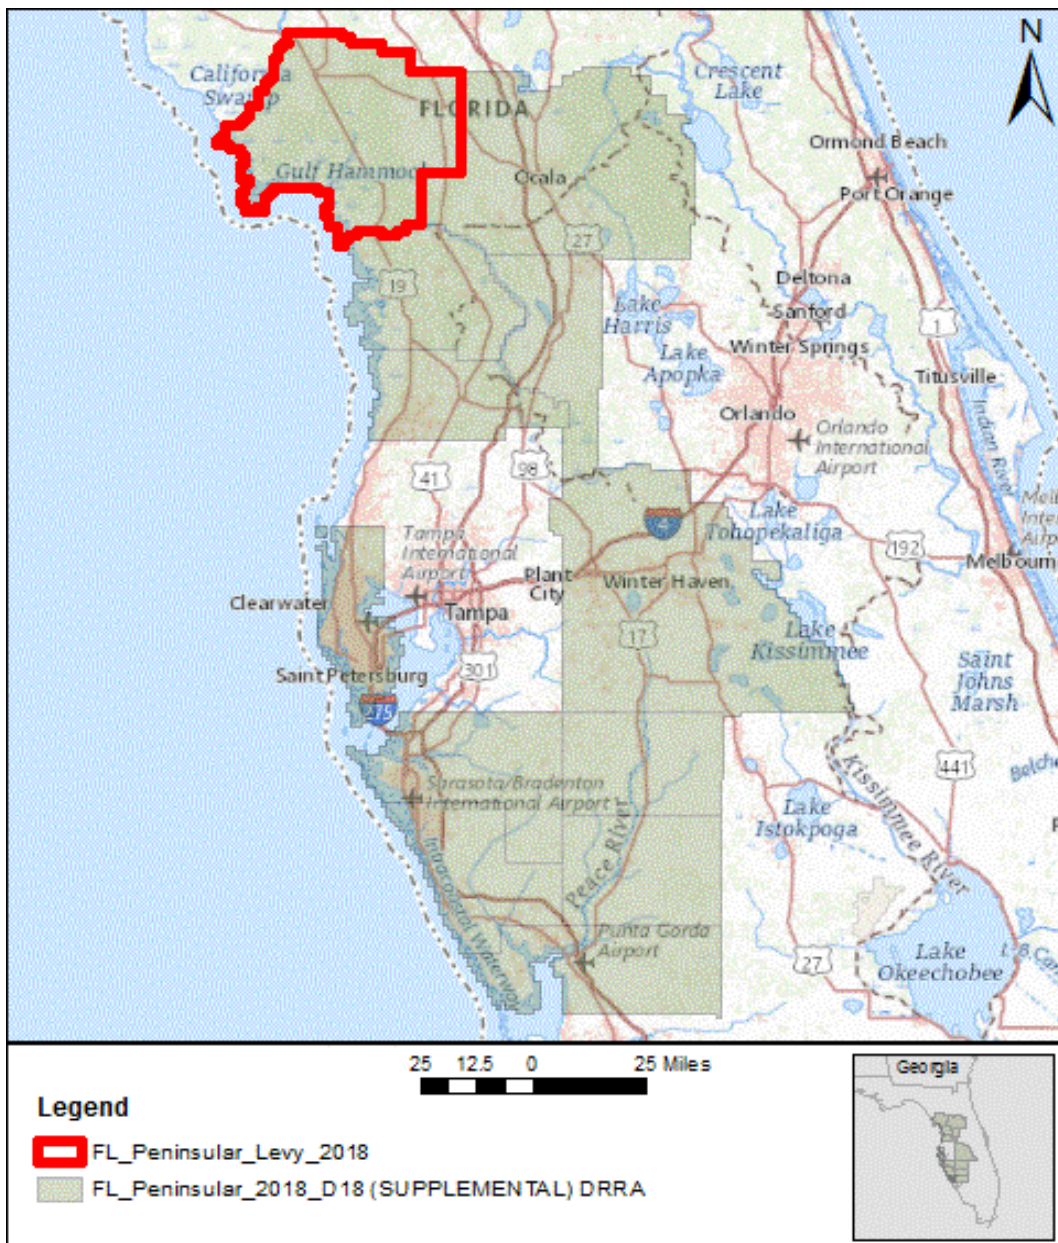 N
California
Swamp
Crescent
Lake
FLORIDA
Ormond Beach
Gulf Hammock
Ocala
Port Orange
27
19
Deltona
Sanford
Lake
Harris
1
Winter Springs
Lake
Apopka
Titusville
Indian River
Orlando
Orlando
International
Airport
41
98
4
Lake
Tohopekaliga
192
Tampa
International
Airport
Melbourn
Plant
City
Winter Haven
Clearwater
Tampa
17
Lake
Kissimmee
301
Saint Petersburg
Saint
Johns
Marsh
275
Kissimmee River
441
Belche
Sarasota/Bradenton
International Airport
Lake
Istokpoga
Peace River
Intracoastal Waterway
Punta Gorda
Airport
27
Lake
Okeechobee
25 12.5 0 25 Miles
Georgia
Legend
FL_Peninsular_Levy_2018
FL_Peninsular_2018_D18 (SUPPLEMENTAL) DRRA